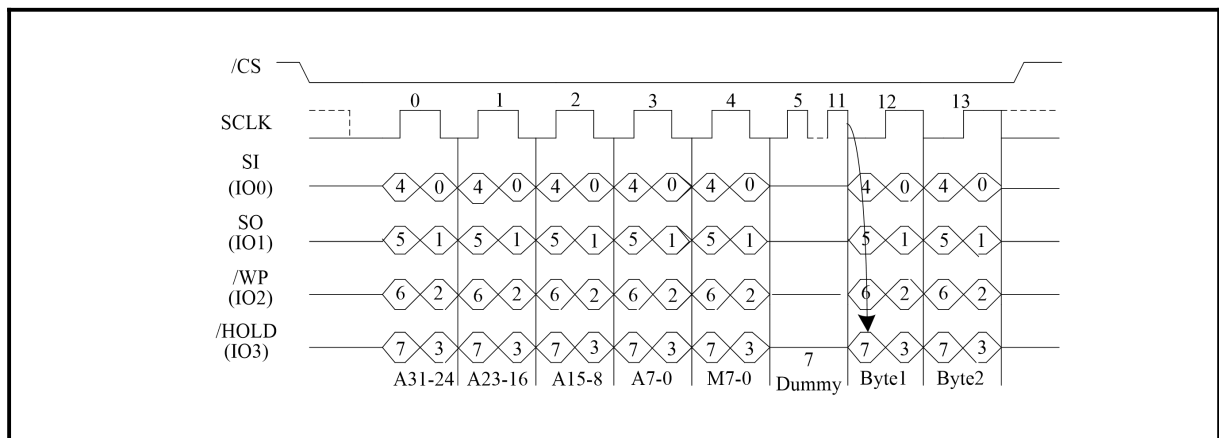 /CS
0 1 2 3 4 5 11 12 13
SCLK
SI
(IO0)
4 0 4 0 4 0 4 0 4 0 4 0 4 0
SO
(IO1)
5 1 5 1 5 1 5 1 5 1 5 1 5 1
/WP
(IO2)
6 2 6 2 6 2 6 2 6 2 6 2 6 2
/HOLD
(IO3)
7 3 7 3 7 3 7 3 7 3 7 7 3 7 3
A31-24 A23-16 A15-8 A7-0 M7-0 Dummy Byte1 Byte2